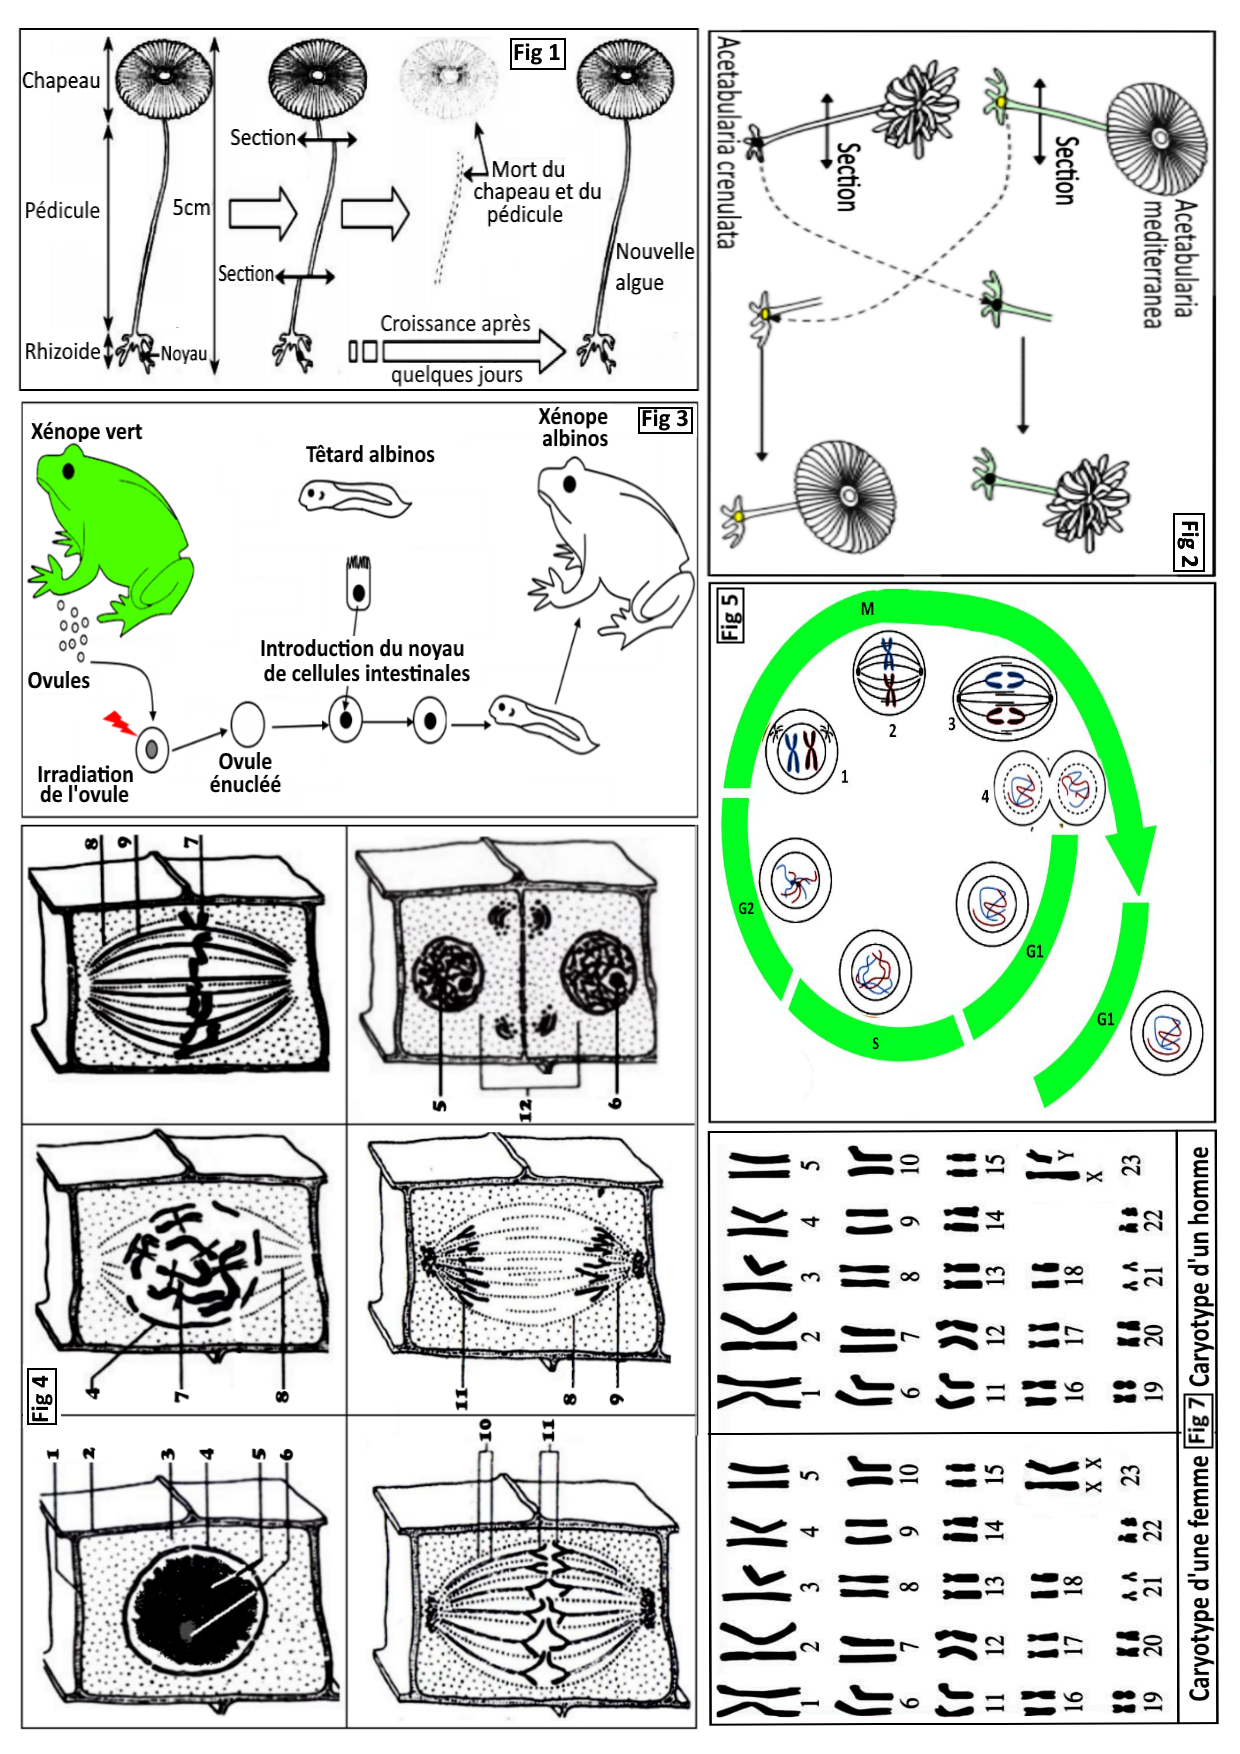 Fig 1
Chapeau
Pédicule
Rhizoide
Noyau
5cm
Section
Section
Mort du
chapeau et du
pédicule
Croissance après
quelques jours
Nouvelle
algue
Fig 2
Acetabularia
mediterranea
Section
Acetabularia crenulata
Section
Fig 3
Xénope vert
Ovules
Irradiation
de l'ovule
Ovule
énucléé
Têtard albinos
Introduction du noyau
de cellules intestinales
Xénope
albinos
Fig 4
1
2
3
4
5
6
4
7
8
8
9
7
10
11
11
8
9
5
12
6
Fig 5
M
1
2
3
4
G2
S
G1
G1
Fig 7
Caryotype d'une femme
1 2 3 4 5
6 7 8 9 10
11 12 13 14 15
16 17 18 X X
19 20 21 22 23
Caryotype d'un homme
1 2 3 4 5
6 7 8 9 10
11 12 13 14 15
16 17 18 X Y
19 20 21 22 23